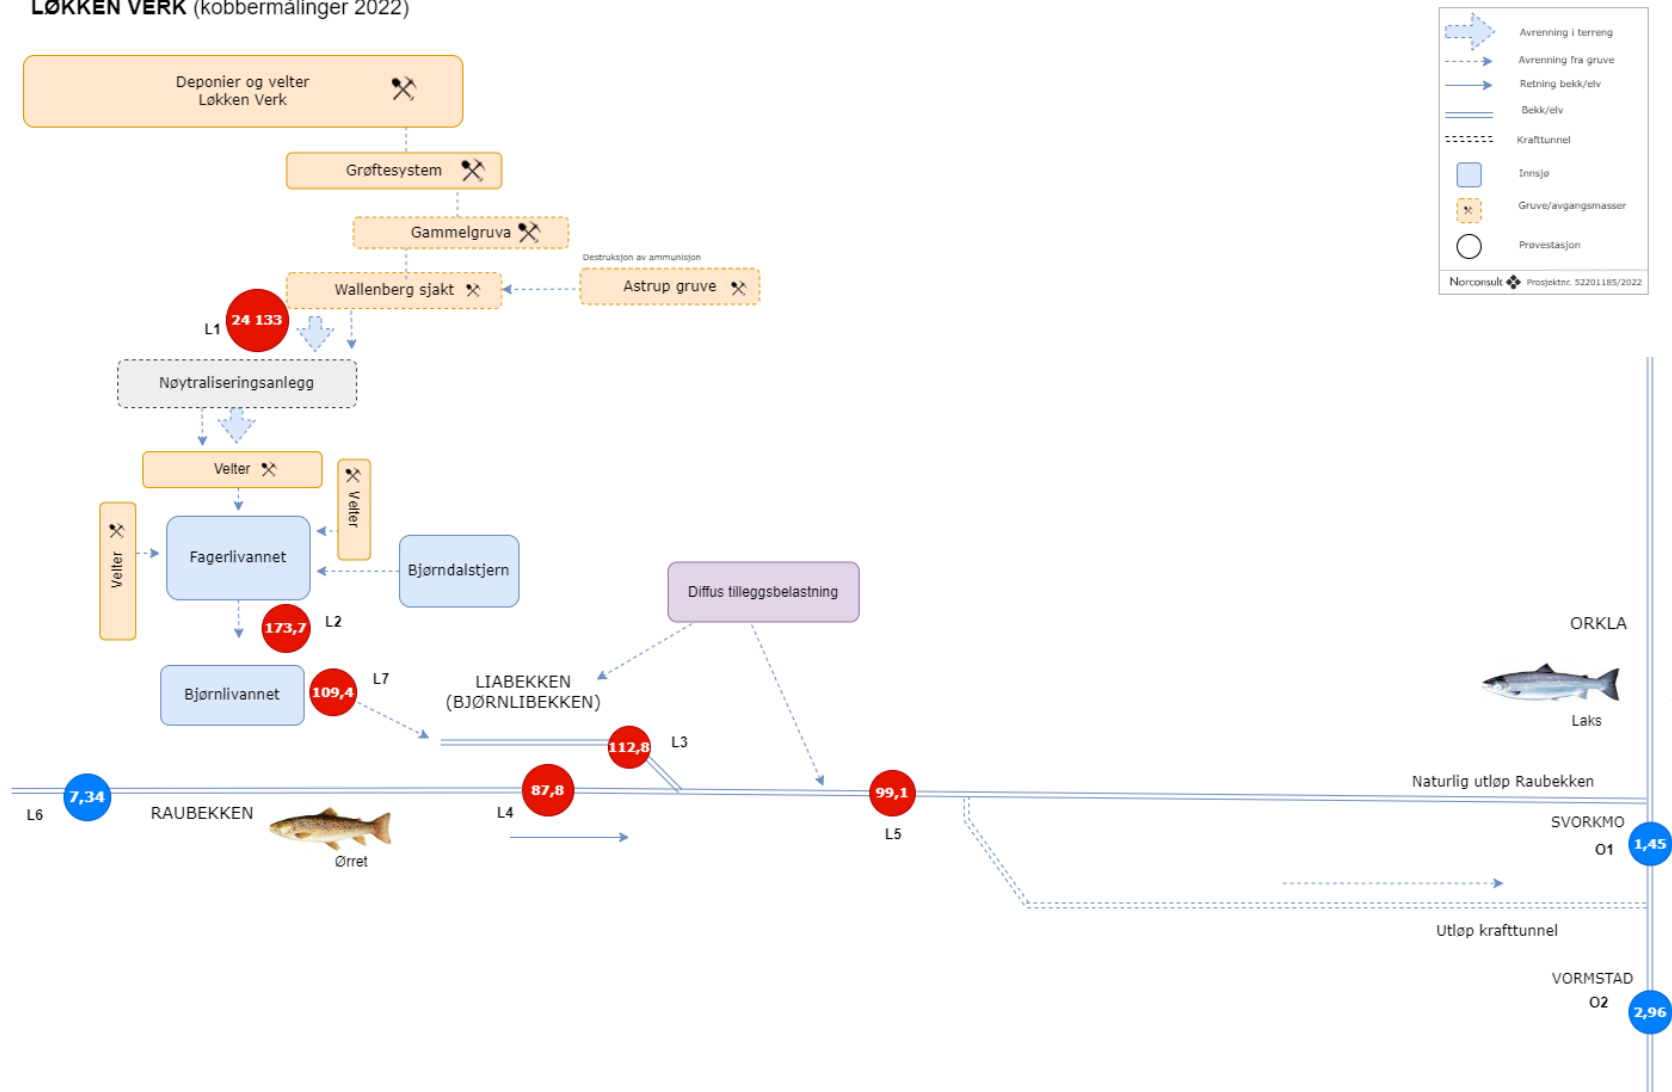 LØKKEN VERK (kobbermålinger 2022)
Deponier og velter
Løkken Verk
Grøftesystem
Gammelgruva
Destruksjon av ammunisjon
Wallenberg sjakt
Astrup gruve
L1
24 133
Nøytraliseringsanlegg
Velter
Velter
Velter
Fagerlivannet
Bjørndalstjern
173,7
L2
Diffus tilleggsbelastning
Bjørnlivannet
109,4
L7
LIABEKKEN
(BJØRNLIBEKKEN)
112,8
L3
L6
7,34
RAUBEKKEN
Ørret
87,8
L4
99,1
L5
ORKLA
Laks
Naturlig utløp Raubekken
SVORKMO
O1
1,45
Utløp krafttunnel
VORMSTAD
O2
2,96
Avrenning i terreng
Avrenning fra gruve
Retning bekk/elv
Bekk/elv
Krafttunnel
Innsjø
Gruve/avgangsmasser
Prøvestasjon
Norconsult Prosjektnr. 52201185/2022